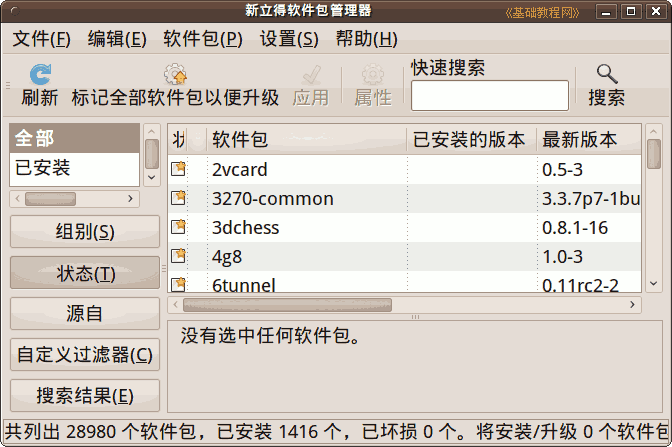 新立得软件包管理器
《基础教程网》
文件(F) 编辑(E) 软件包(P) 设置(S) 帮助(H)
刷新 标记全部软件包以便升级 应用 属性 快速搜索 搜索
全部
已安装
组别(S)
状态(T)
源自
自定义过滤器(C)
搜索结果(E)
状 软件包 已安装的版本 最新版本
2vcard 0.5-3
3270-common 3.3.7p7-1bu
3dchess 0.8.1-16
4g8 1.0-3
6tunnel 0.11rc2-2
没有选中任何软件包。
共列出 28980 个软件包，已安装 1416 个，已坏损 0 个。将安装/升级 0 个软件包